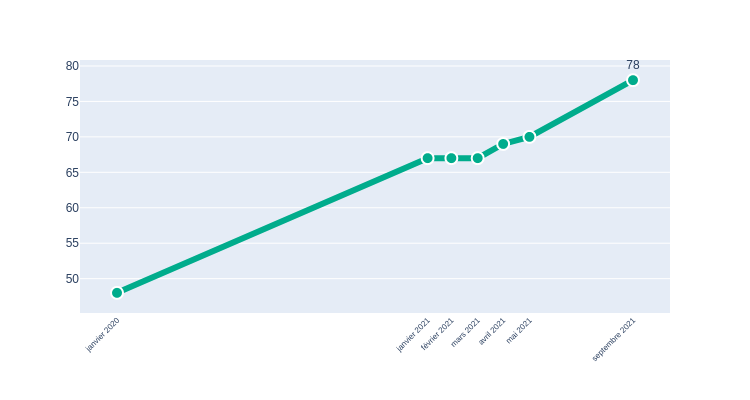 78
80
75
70
65
60
55
50
janvier 2020
janvier 2021
février 2021
mars 2021
avril 2021
mai 2021
septembre 2021